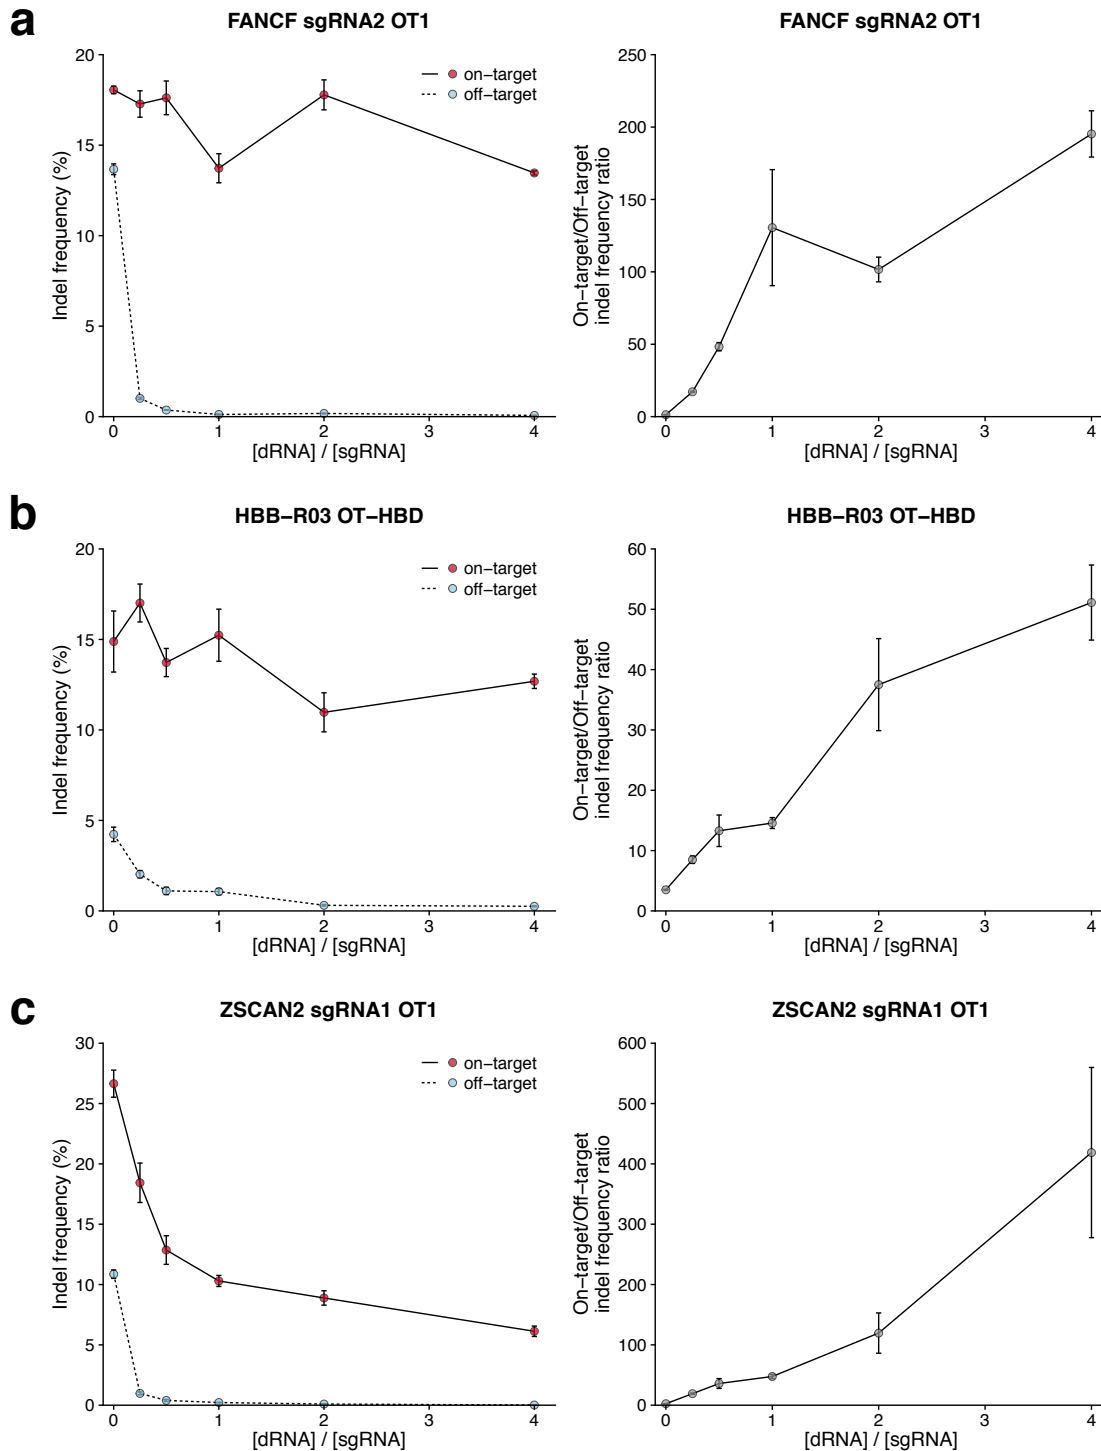 a
FANCF sgRNA2 OT1
Indel frequency (%)
20
15
10
5
0
on−target
off−target
0 1 2 3 4
[dRNA] / [sgRNA]
FANCF sgRNA2 OT1
On−target/Off−target
indel frequency ratio
250
200
150
100
50
0
0 1 2 3 4
[dRNA] / [sgRNA]
b
HBB−R03 OT−HBD
Indel frequency (%)
20
15
10
5
0
on−target
off−target
0 1 2 3 4
[dRNA] / [sgRNA]
HBB−R03 OT−HBD
On−target/Off−target
indel frequency ratio
60
50
40
30
20
10
0
0 1 2 3 4
[dRNA] / [sgRNA]
c
ZSCAN2 sgRNA1 OT1
Indel frequency (%)
30
25
20
15
10
5
0
on−target
off−target
0 1 2 3 4
[dRNA] / [sgRNA]
ZSCAN2 sgRNA1 OT1
On−target/Off−target
indel frequency ratio
600
500
400
300
200
100
0
0 1 2 3 4
[dRNA] / [sgRNA]